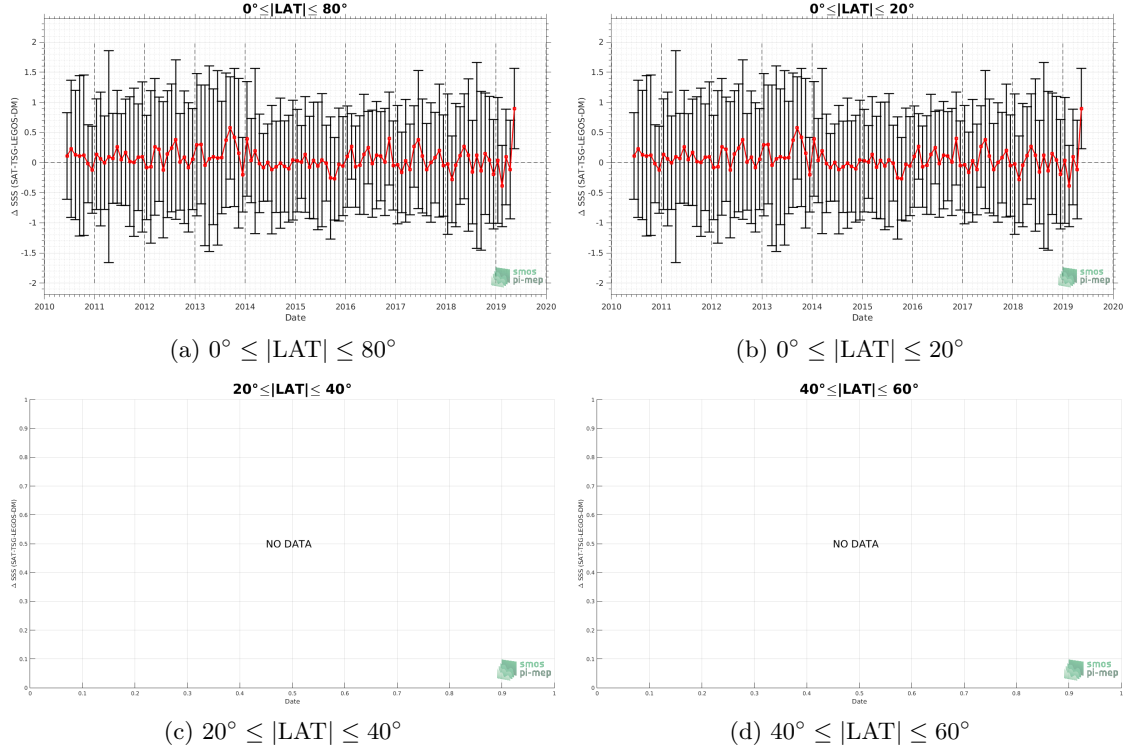 0°≤|LAT|≤ 80°
2
1.5
1
0.5
0
-0.5
-1
-1.5
-2
Δ SSS (SAT-TSG-LEGOS-DM)
2010 2011 2012 2013 2014 2015 2016 2017 2018 2019 2020
Date
smos
pi-mep
(a) 0° ≤ |LAT| ≤ 80°
0°≤|LAT|≤ 20°
2
1.5
1
0.5
0
-0.5
-1
-1.5
-2
Δ SSS (SAT-TSG-LEGOS-DM)
2010 2011 2012 2013 2014 2015 2016 2017 2018 2019 2020
Date
smos
pi-mep
(b) 0° ≤ |LAT| ≤ 20°
20°≤|LAT|≤ 40°
1
0.9
0.8
0.7
0.6
0.5
0.4
0.3
0.2
0.1
0
Δ SSS (SAT-TSG-LEGOS-DM)
NO DATA
0 0.1 0.2 0.3 0.4 0.5 0.6 0.7 0.8 0.9 1
Date
smos
pi-mep
(c) 20° ≤ |LAT| ≤ 40°
40°≤|LAT|≤ 60°
1
0.9
0.8
0.7
0.6
0.5
0.4
0.3
0.2
0.1
0
Δ SSS (SAT-TSG-LEGOS-DM)
NO DATA
0 0.1 0.2 0.3 0.4 0.5 0.6 0.7 0.8 0.9 1
Date
smos
pi-mep
(d) 40° ≤ |LAT| ≤ 60°